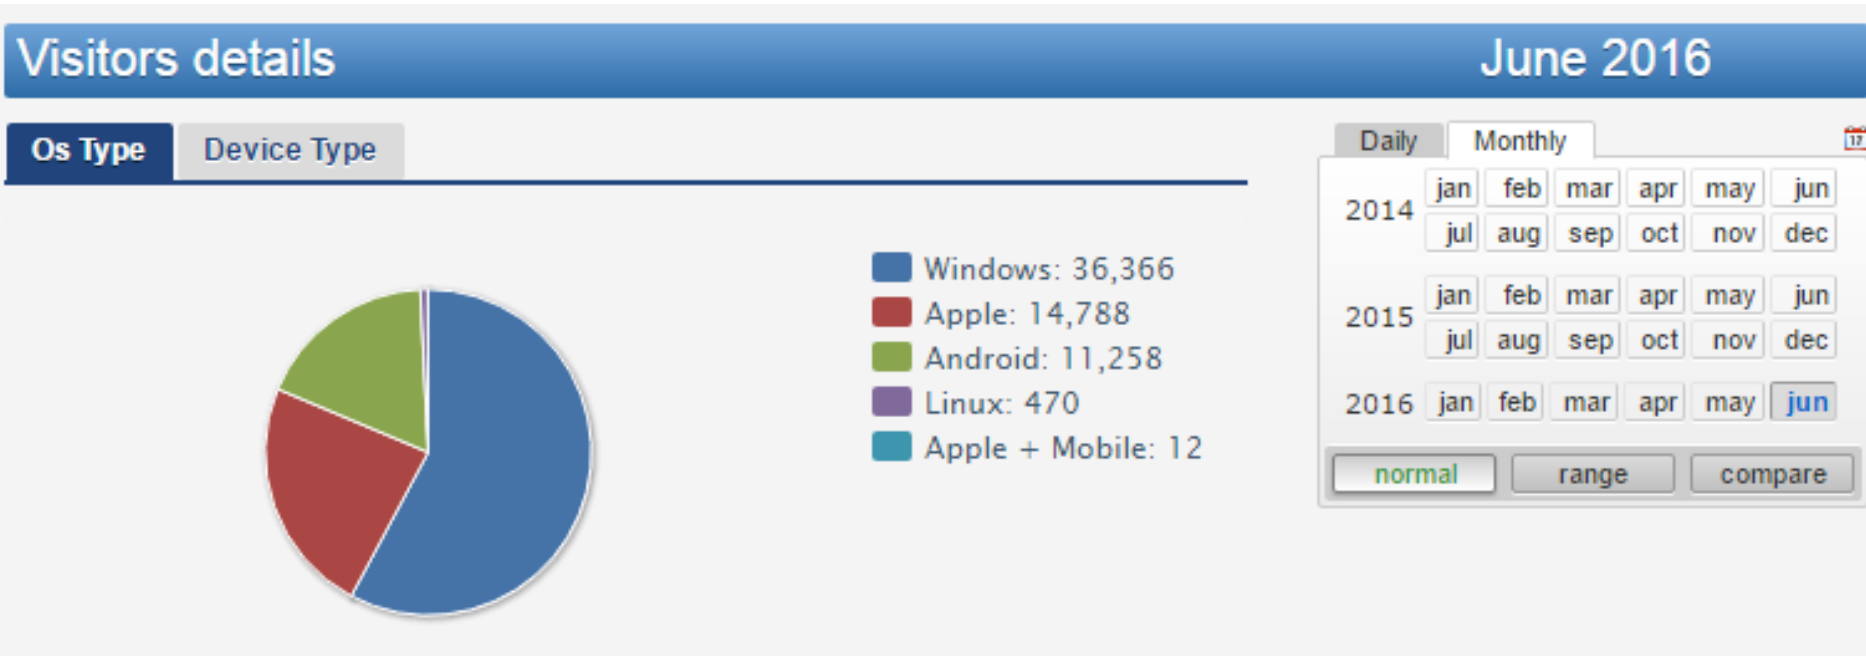 Visitors details
June 2016
Os Type
Device Type
Windows: 36,366
Apple: 14,788
Android: 11,258
Linux: 470
Apple + Mobile: 12
Daily
Monthly
17
2014
jan feb mar apr may jun
jul aug sep oct nov dec
2015
jan feb mar apr may jun
jul aug sep oct nov dec
2016
jan feb mar apr may jun
normal
range
compare